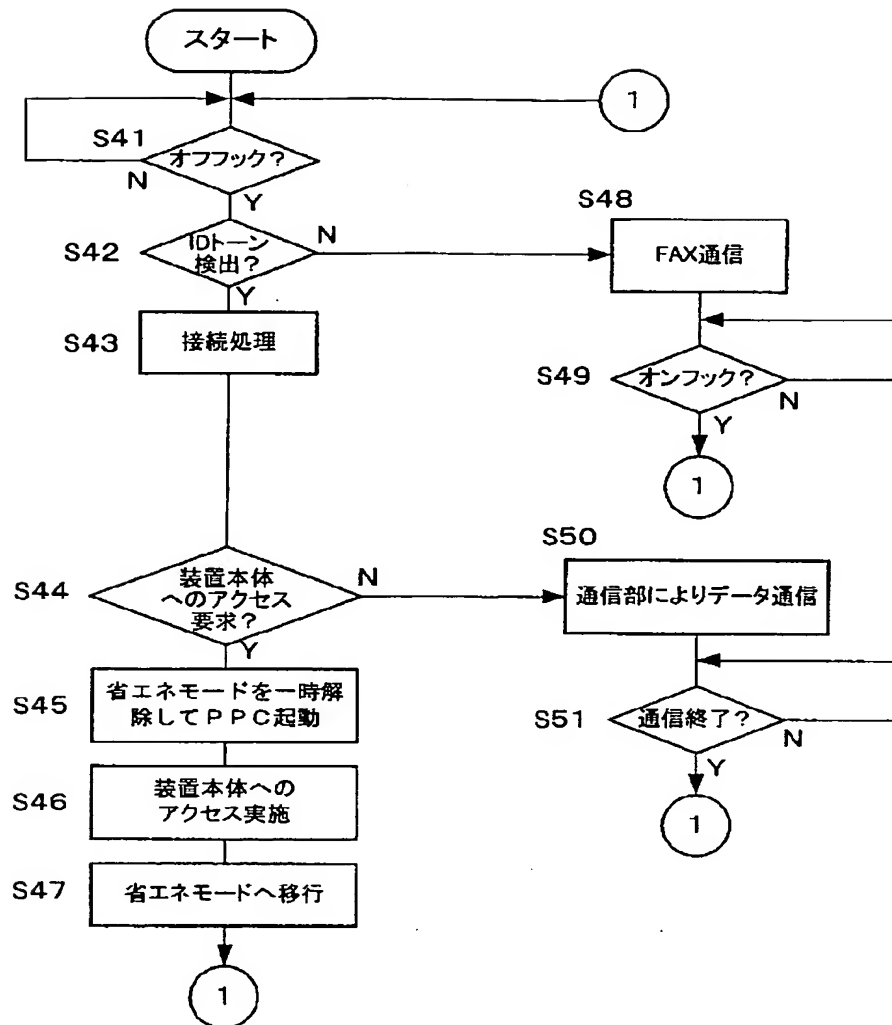 スタート
1
S41
オフフック?
N
Y
S48
S42
IDトーン
検出?
N
Y
FAX通信
S43
接続処理
S49
オンフック?
N
Y
1
S50
S44
装置本体
へのアクセス
要求?
N
Y
通信部によりデータ通信
S45
省エネモードを一時解
除してPPC起動
S51
通信終了?
N
Y
S46
装置本体への
アクセス実施
1
S47
省エネモードへ移行
1